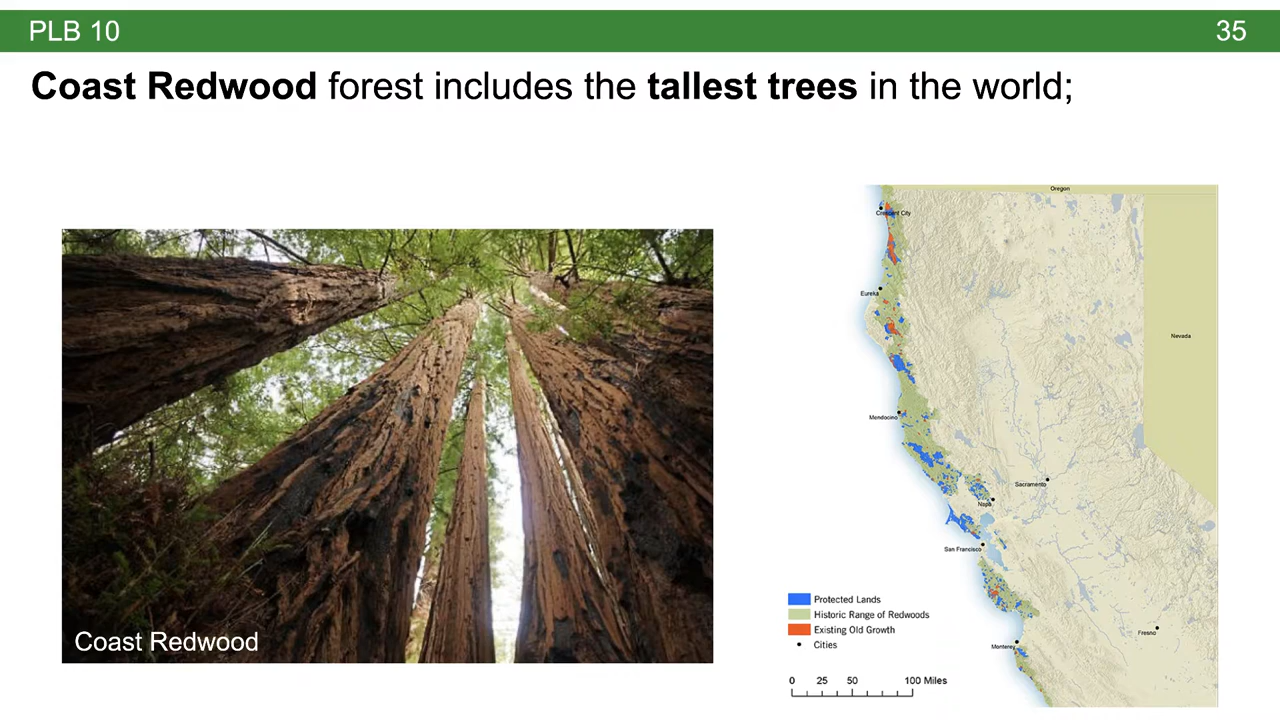 PLB 10
35
Coast Redwood forest includes the tallest trees in the world;
Coast Redwood
Oregon
Crescent City
Eureka
Nevada
Mendocino
Sacramento
Napa
San Francisco
Protected Lands
Historic Range of Redwoods
Existing Old Growth
Cities
Fresno
Monterey
0 25 50 100 Miles